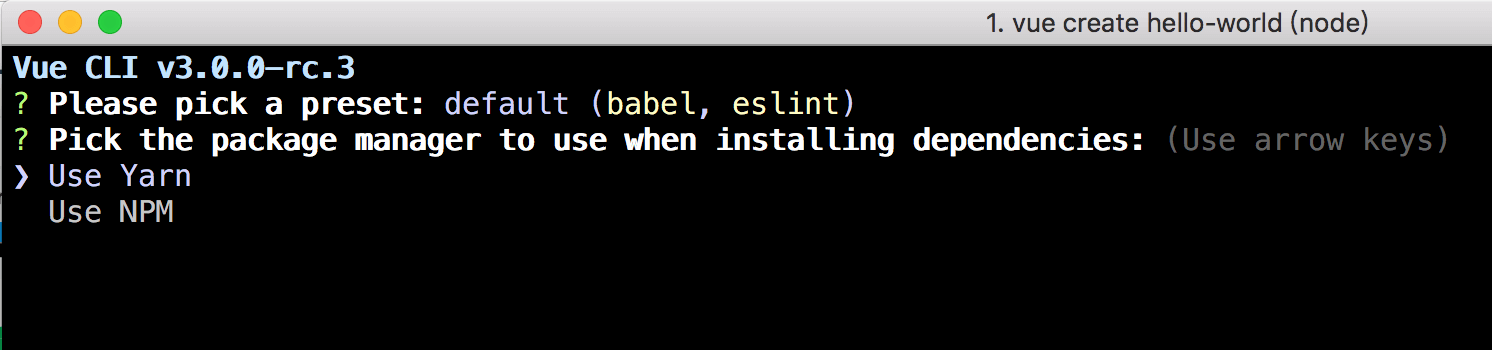 1. vue create hello-world (node)
Vue CLI v3.0.0-rc.3
? Please pick a preset: default (babel, eslint)
? Pick the package manager to use when installing dependencies: (Use arrow keys)
❯ Use Yarn
Use NPM